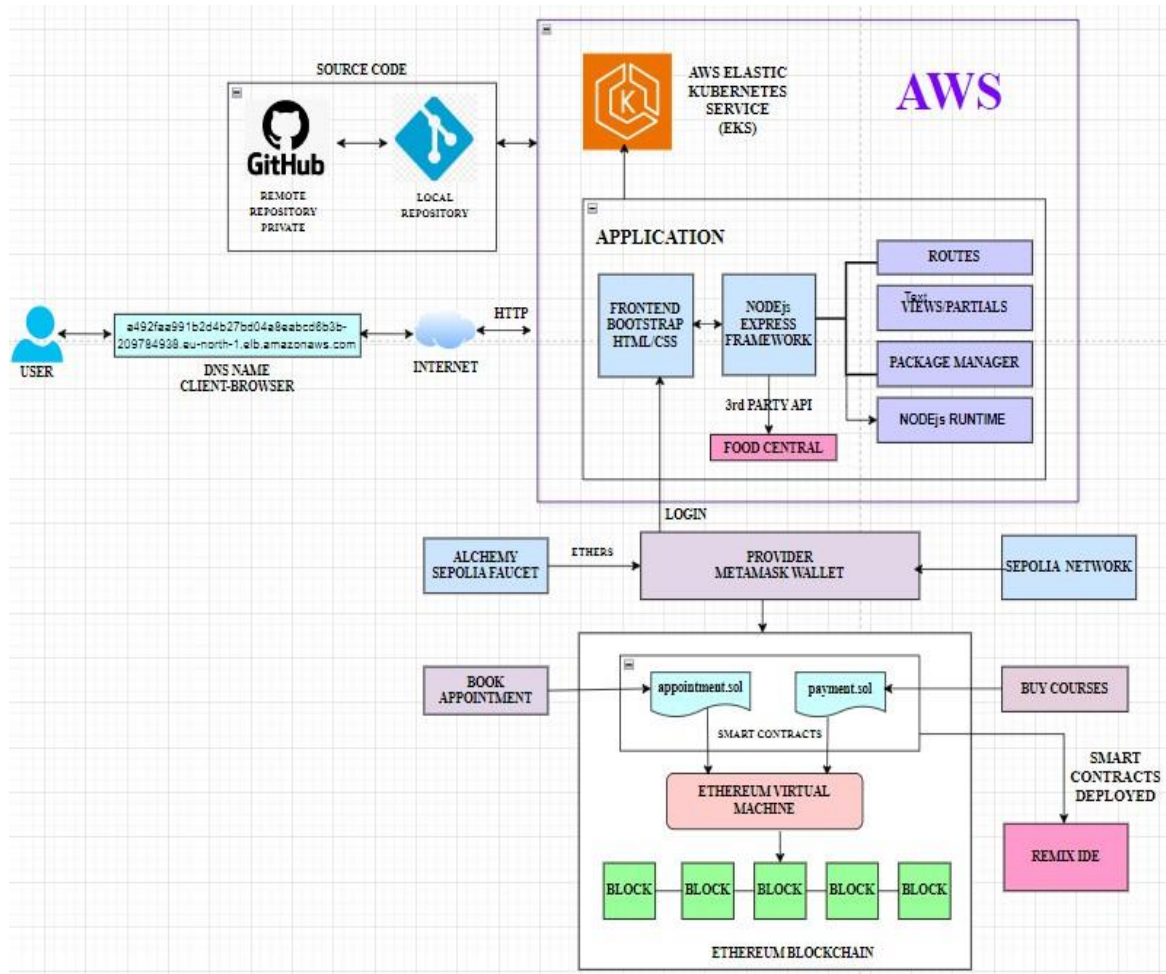 SOURCE CODE
GitHub
REMOTE
REPOSITORY
PRIVATE
LOCAL
REPOSITORY
AWS ELASTIC
KUBERNETES
SERVICE
(EKS)
K
AWS
APPLICATION
FRONTEND
BOOTSTRAP
HTML/CSS
NODEjs
EXPRESS
FRAMEWORK
ROUTES
Text
VIEWS/PARTIALS
PACKAGE MANAGER
NODEjs RUNTIME
3rd PARTY API
FOOD CENTRAL
USER
a492faa991b2d4b27bd04a8eabcd6b3b-
209784938.eu-north-1.elb.amazonaws.com
DNS NAME
CLIENT-BROWSER
INTERNET
HTTP
LOGIN
ALCHEMY
SEPOLIA FAUCET
ETHERS
PROVIDER
METAMASK WALLET
SEPOLIA NETWORK
BOOK
APPOINTMENT
appointment.sol
payment.sol
BUY COURSES
SMART CONTRACTS
ETHEREUM VIRTUAL
MACHINE
SMART
CONTRACTS
DEPLOYED
REMIX IDE
BLOCK
BLOCK
BLOCK
BLOCK
BLOCK
ETHEREUM BLOCKCHAIN